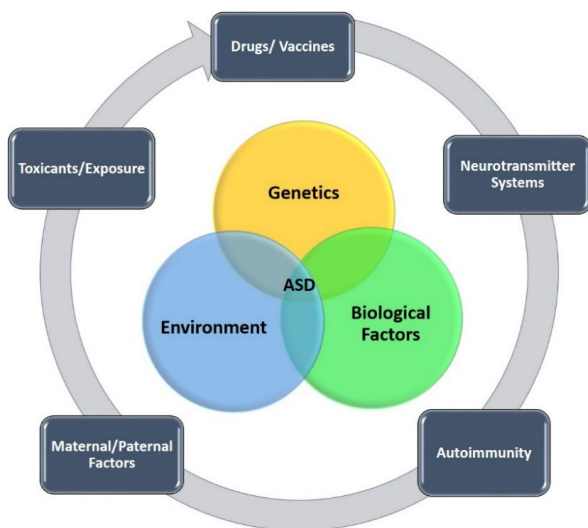 Drugs/ Vaccines
Toxicants/Exposure
Neurotransmitter
Systems
Genetics
ASD
Environment
Biological
Factors
Maternal/Paternal
Factors
Autoimmunity